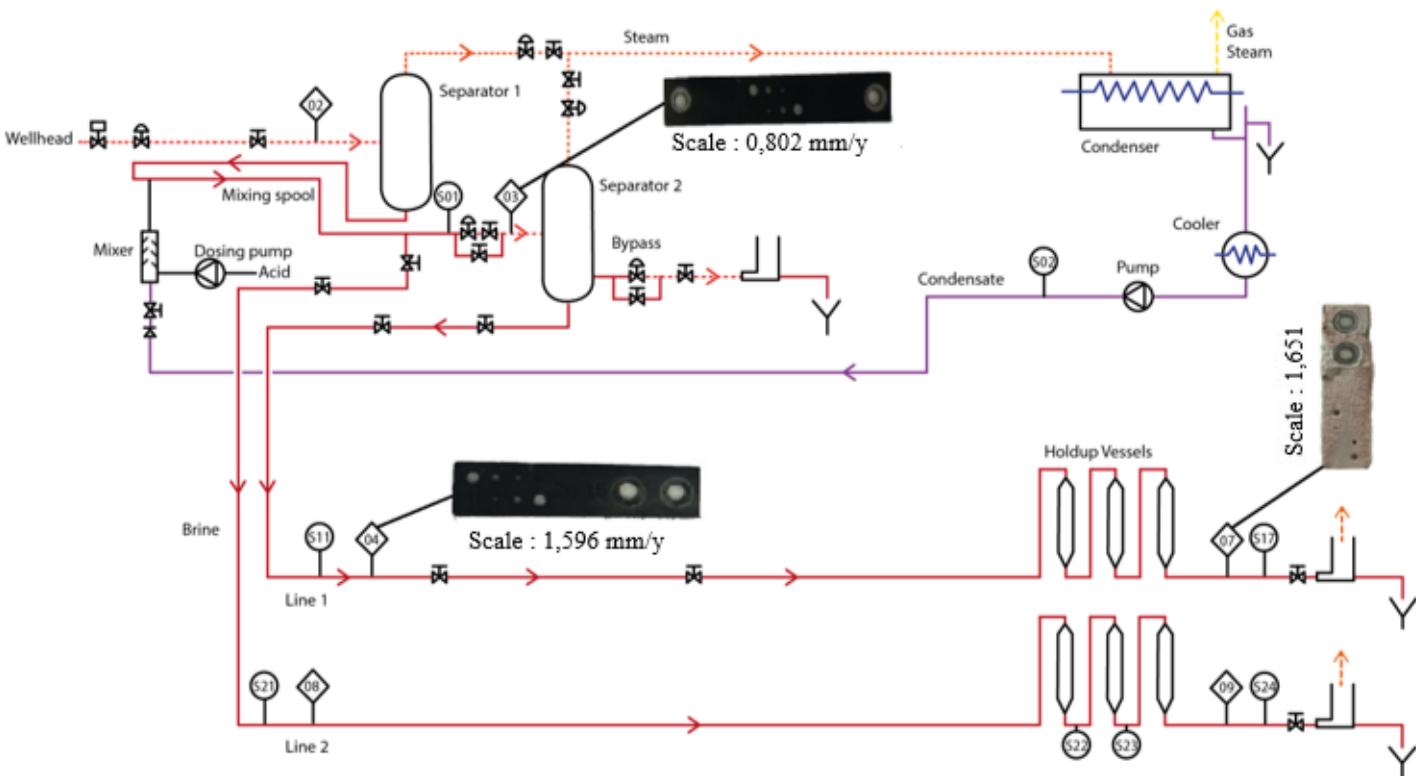 Steam
Gas
Steam
Separator 1
02
Wellhead
Scale : 0,802 mm/y
Condenser
Mixing spool
S01
03
Separator 2
Mixer
Dosing pump
Acid
Bypass
Cooler
S02
Pump
Condensate
Scale : 1,651
Holdup Vessels
Brine
S11
04
Scale : 1,596 mm/y
07
S17
Line 1
S21
08
09
S24
Line 2
S22
S23